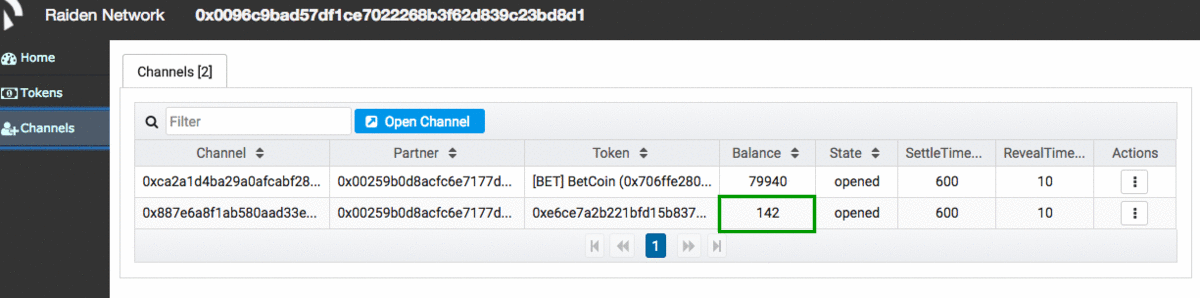 Raiden Network 0x0096c9bad57df1ce7022268b3f62d839c23bd8d1
Home
Tokens
Channels
Channels [2]
Filter Open Channel
Channel Partner Token Balance State SettleTime... RevealTime... Actions
0xca2a1d4ba29a0afcabf28... 0x00259b0d8acfc6e7177d... [BET] BetCoin (0x706ffe280... 79940 opened 600 10
0x887e6a8f1ab580aad33e... 0x00259b0d8acfc6e7177d... 0xe6ce7a2b221bfd15b837... 142 opened 600 10
1